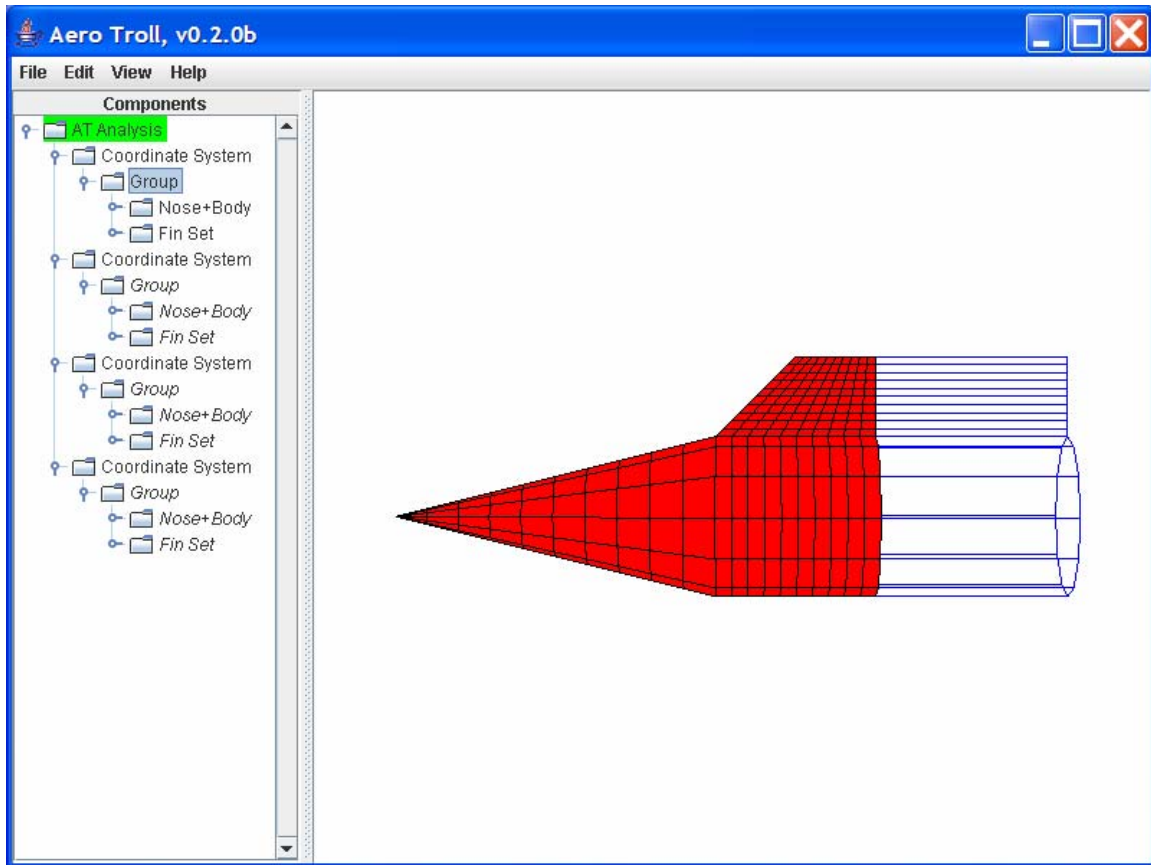 Aero Troll, v0.2.0b
File Edit View Help
Components
AT Analysis
Coordinate System
Group
Nose+Body
Fin Set
Coordinate System
Group
Nose+Body
Fin Set
Coordinate System
Group
Nose+Body
Fin Set
Coordinate System
Group
Nose+Body
Fin Set